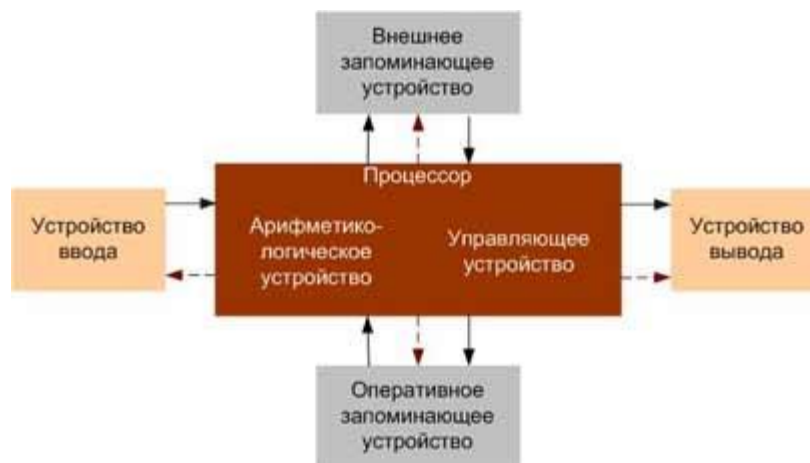 Внешнее
запоминающее
устройство
Процессор
Устройство
ввода
Арифметико-
логическое
устройство
Управляющее
устройство
Устройство
вывода
Оперативное
запоминающее
устройство